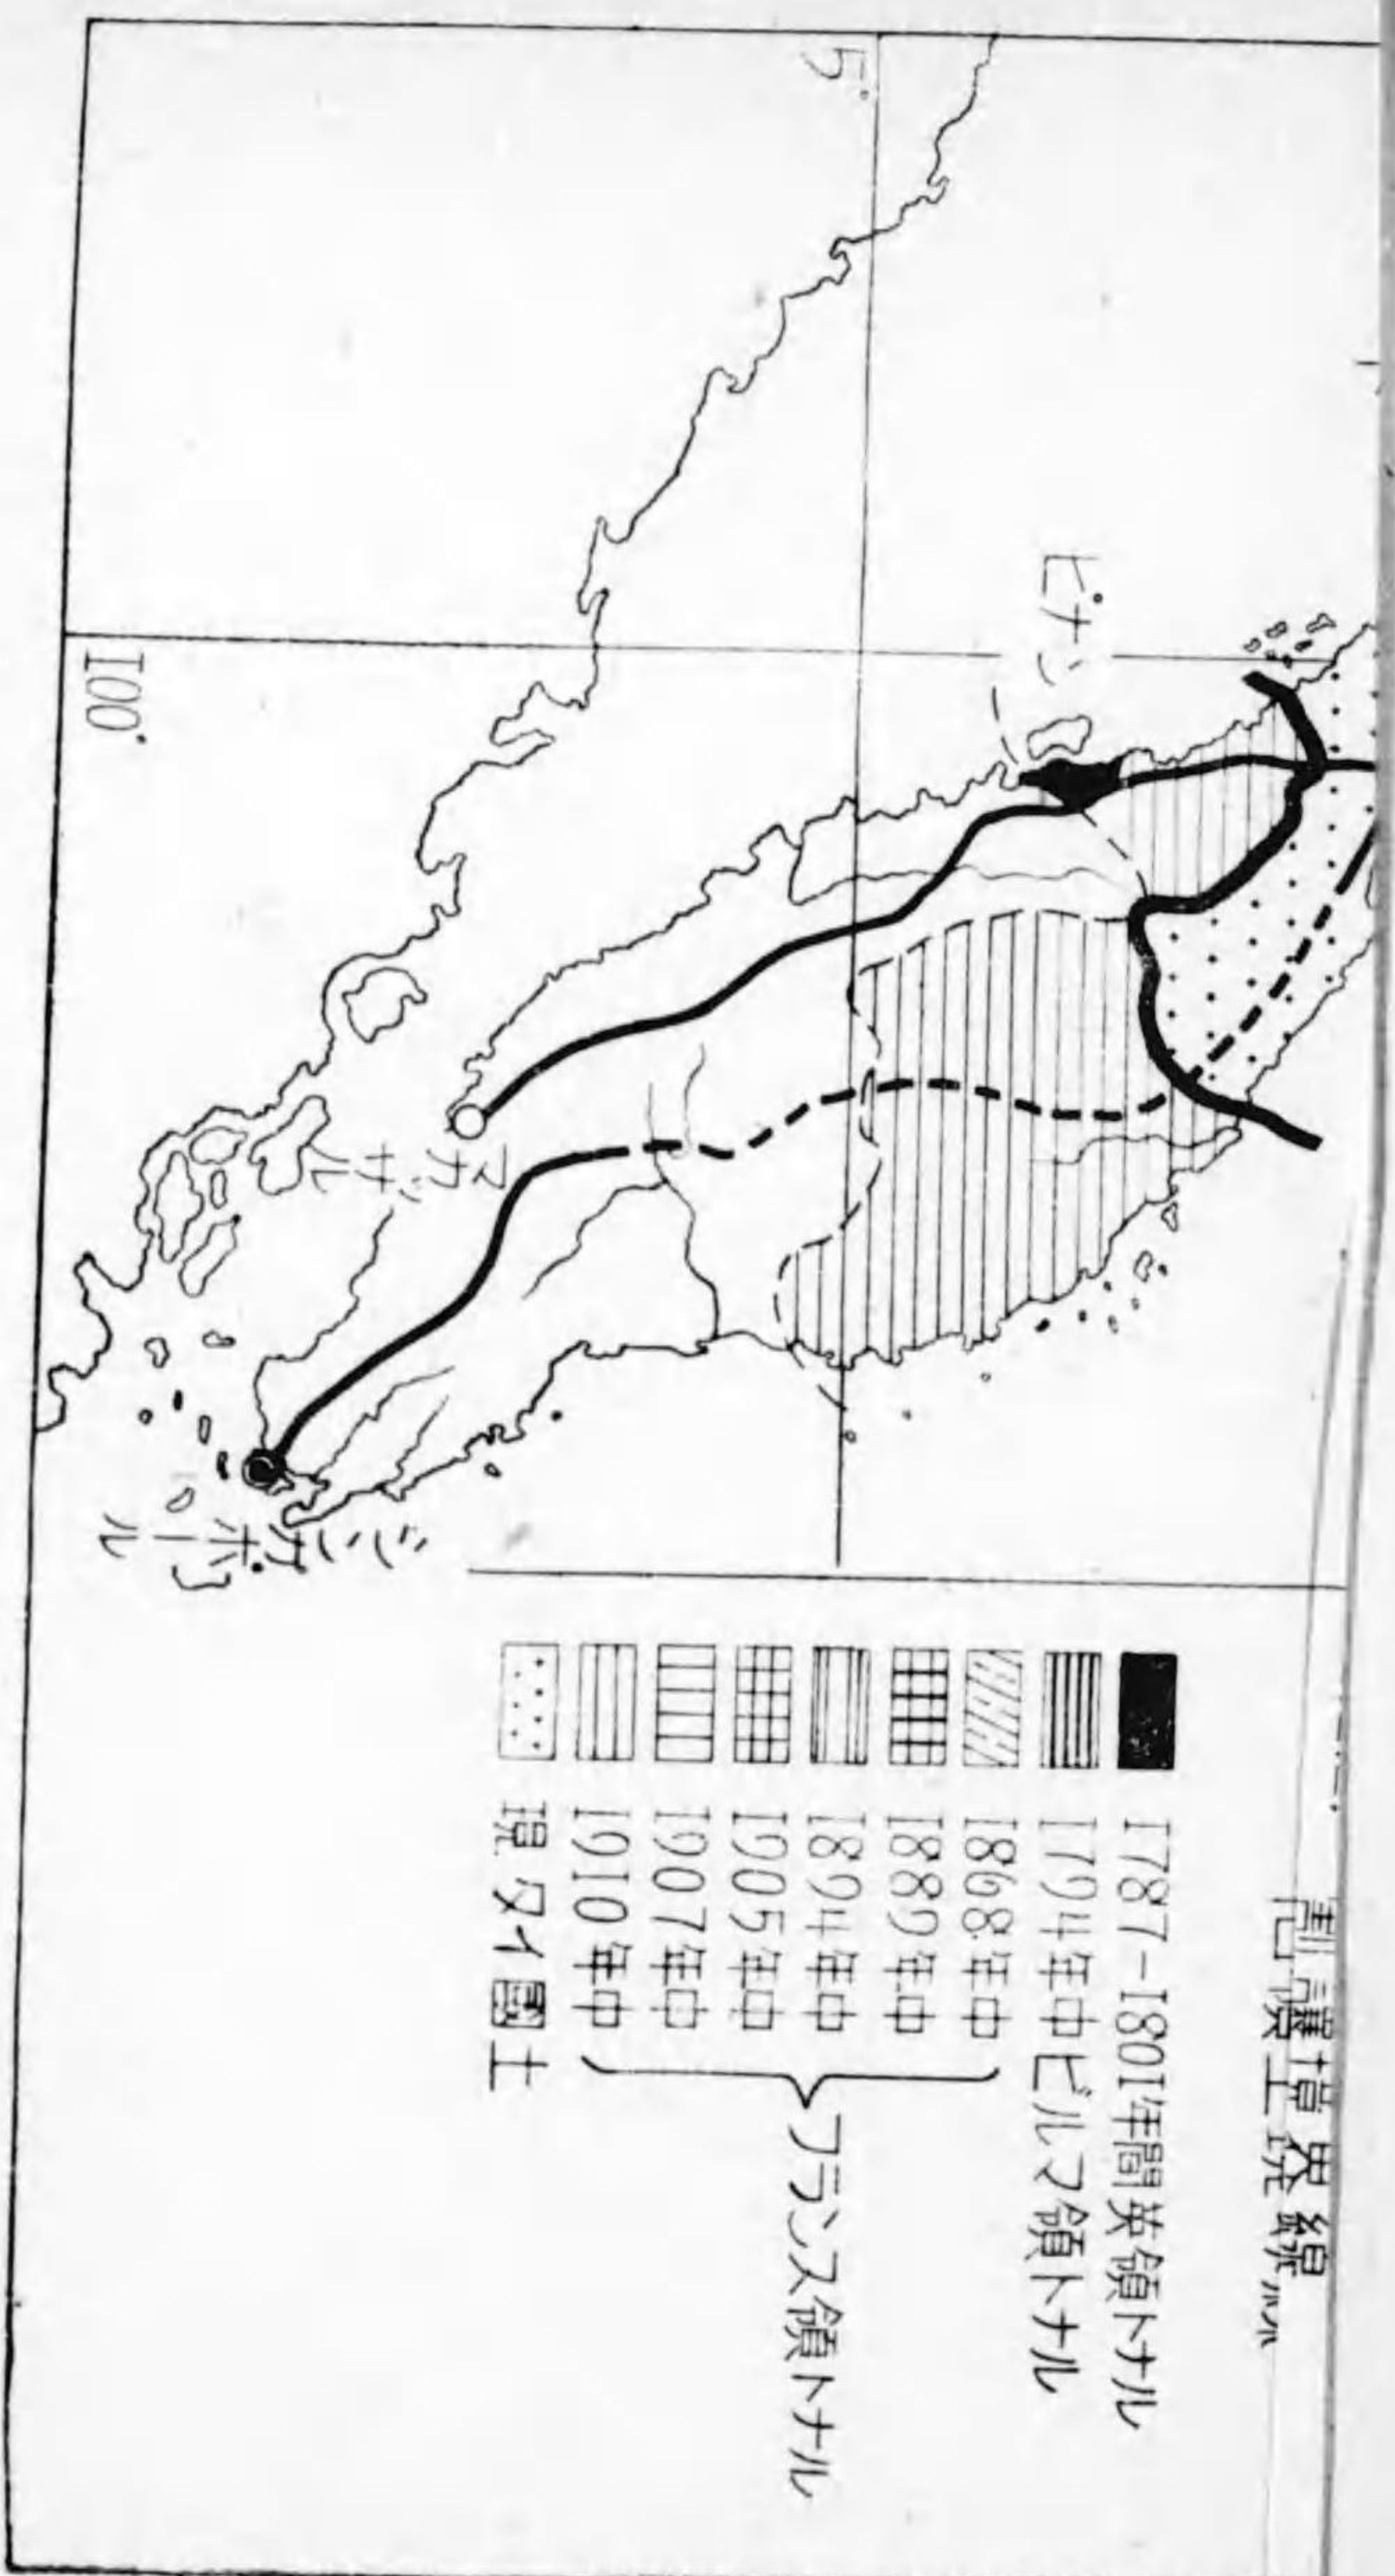 割讓境界線
1787-1801年間英領トナル
1794年中ビルマ領トナル
1868年中
1889年中
1894年中
1905年中
1907年中
1910年中
フランス領トナル
現タイ國土
5°
100°
ピナン
マカッサル
シンガポール